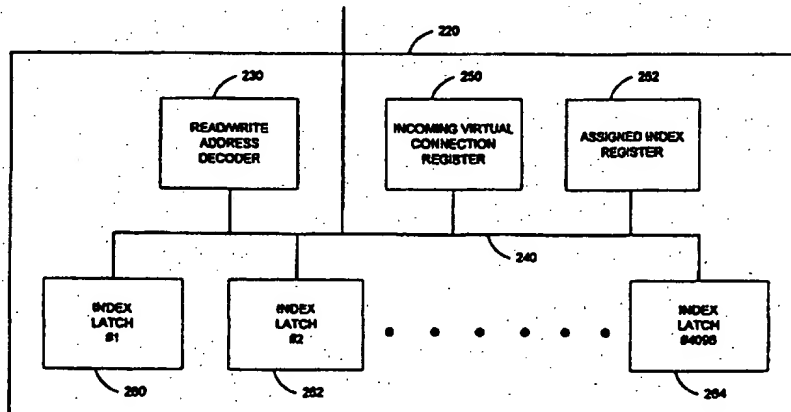 220
230
250
252
READ/WRITE
ADDRESS
DECODER
INCOMING VIRTUAL
CONNECTION
REGISTER
ASSIGNED INDEX
REGISTER
240
INDEX
LATCH
#1
INDEX
LATCH
#2
INDEX
LATCH
#4096
260
262
264